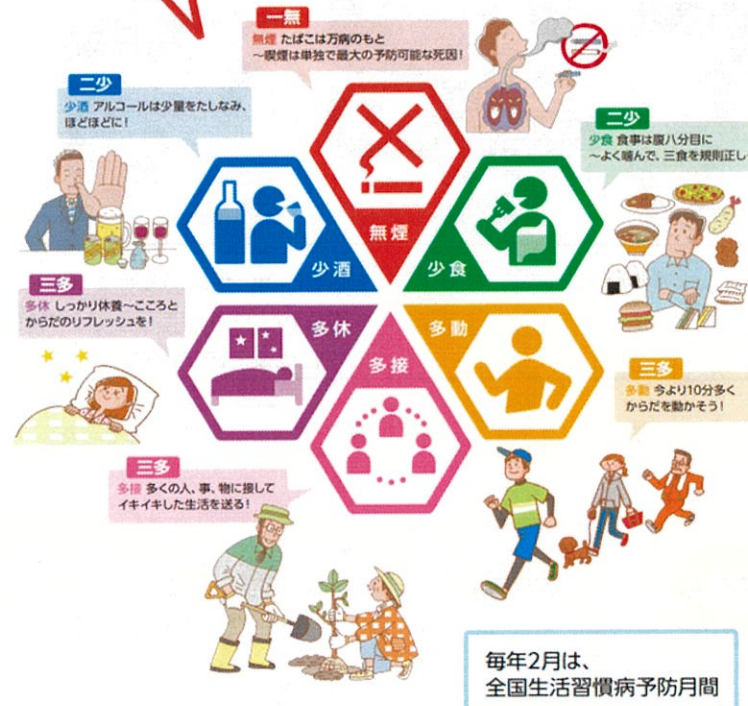 一無
無煙 たばこは万病のもと
～喫煙は単独で最大の予防可能な死因！
二少
少酒 アルコールは少量をたしなみ、
ほどほどに！
二少
少食 食事は腹八分目に
～よく噛んで、三食を規則正し
無煙
少酒
少食
三多
多休 しっかり休養～こころと
からだのリフレッシュを！
多休
多接
多動
三多
多動 今より10分多く
からだを動かそう！
三多
多接 多くの人、事、物に接して
イキイキした生活を送る！
毎年2月は、
全国生活習慣病予防月間